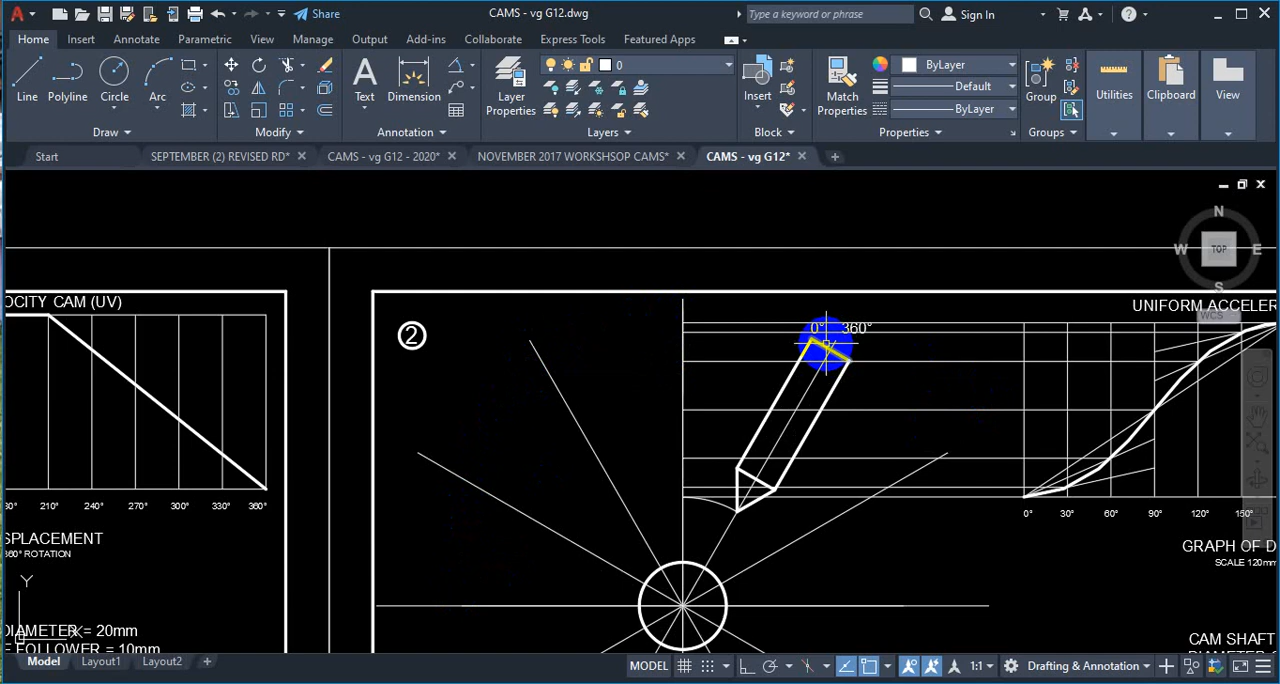 Share
CAMS - vg G12.dwg
Type a keyword or phrase
Sign In
Home Insert Annotate Parametric View Manage Output Add-ins Collaborate Express Tools Featured Apps
Line Polyline Circle Arc
Text Dimension
Layer Properties
0
Insert
Match Properties
ByLayer
Default
ByLayer
Group
Utilities
Clipboard
View
Draw Modify Annotation Layers Block Properties Groups
Start SEPTEMBER (2) REVISED RD* CAMS - vg G12 - 2020* NOVEMBER 2017 WORKSHSOP CAMS* CAMS - vg G12*
N
W TOP E
S
WCS
OCITY CAM (UV)
2
0° 360°
UNIFORM ACCELER
210° 240° 270° 300° 330° 360°
0° 30° 60° 90° 120° 150°
SPLACEMENT
360° ROTATION
GRAPH OF D
SCALE 120mm
Y
X
DIAMETER = 20mm
E FOLLOWER = 10mm
CAM SHAFT
Model Layout1 Layout2
MODEL 1:1 Drafting & Annotation